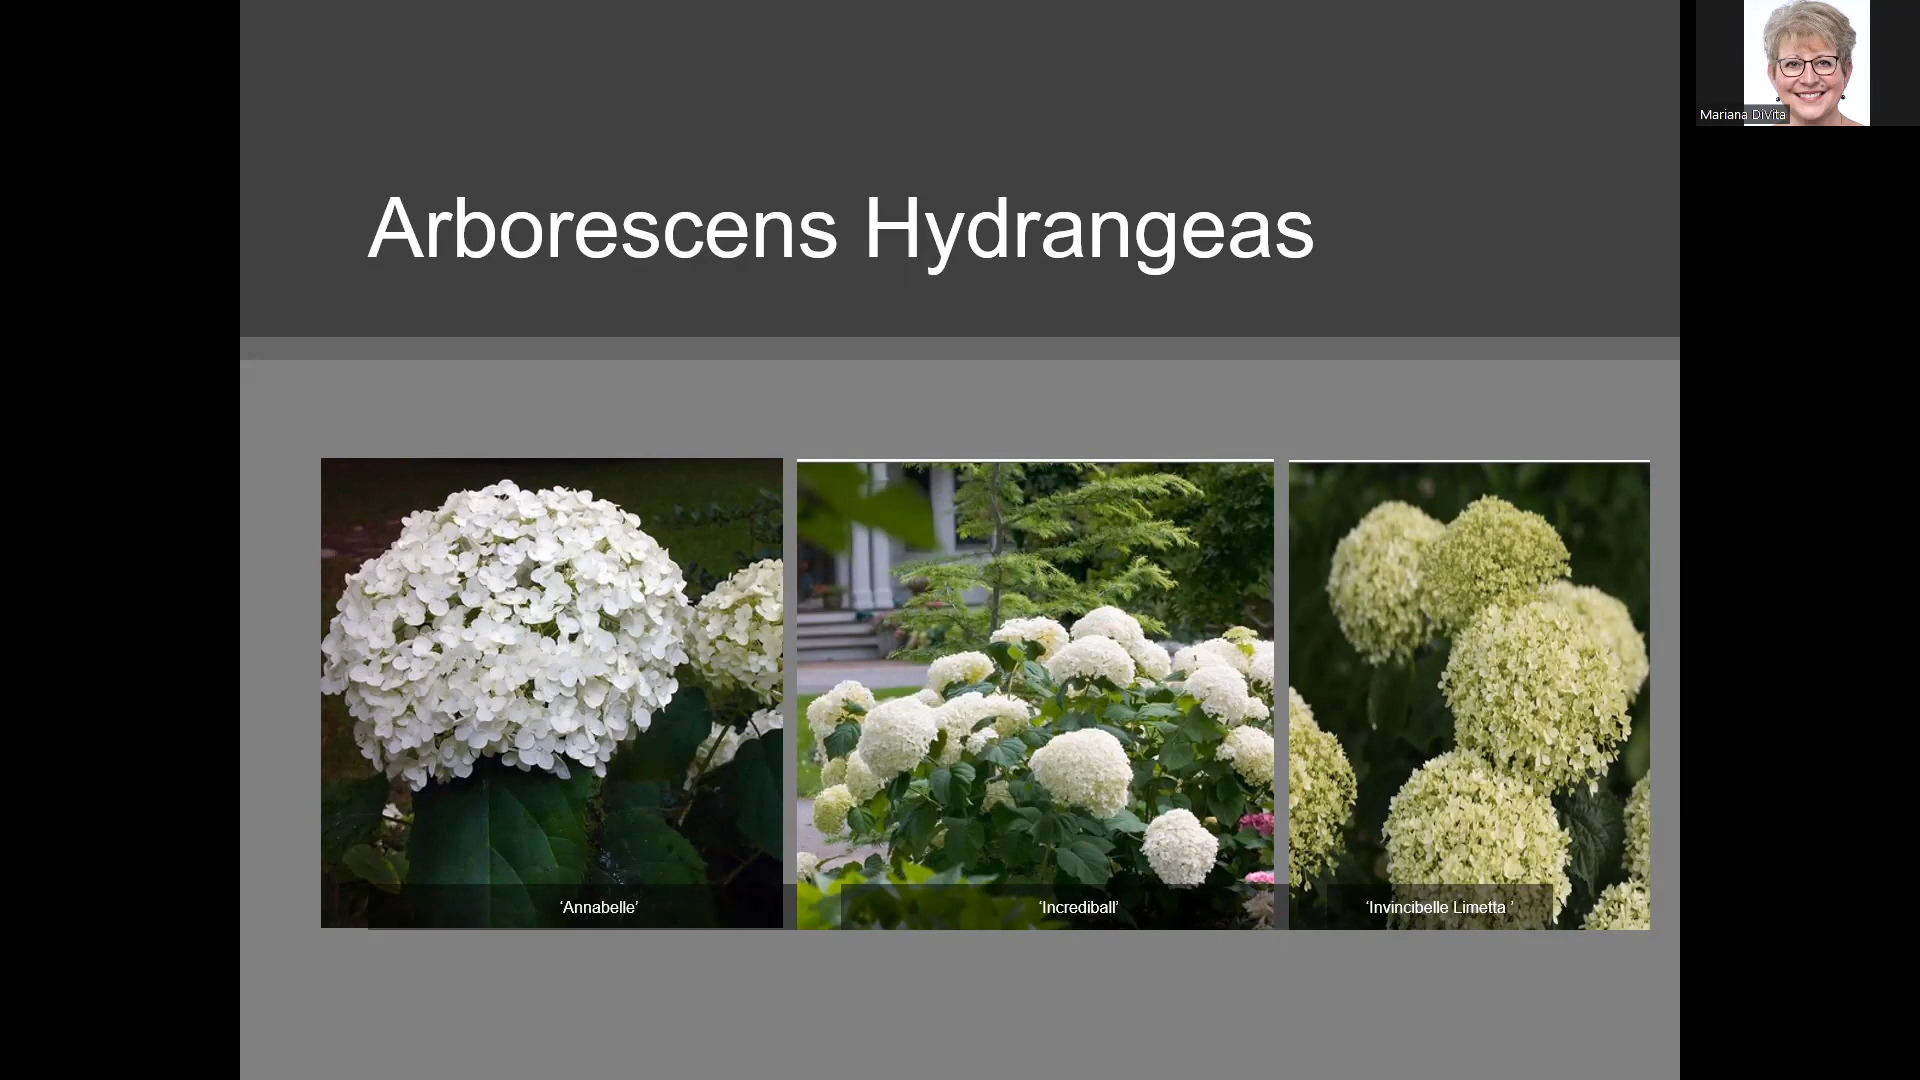 Mariana DiVita
Arborescens Hydrangeas
‘Annabelle’
‘Incrediball’
‘Invincibelle Limetta ’